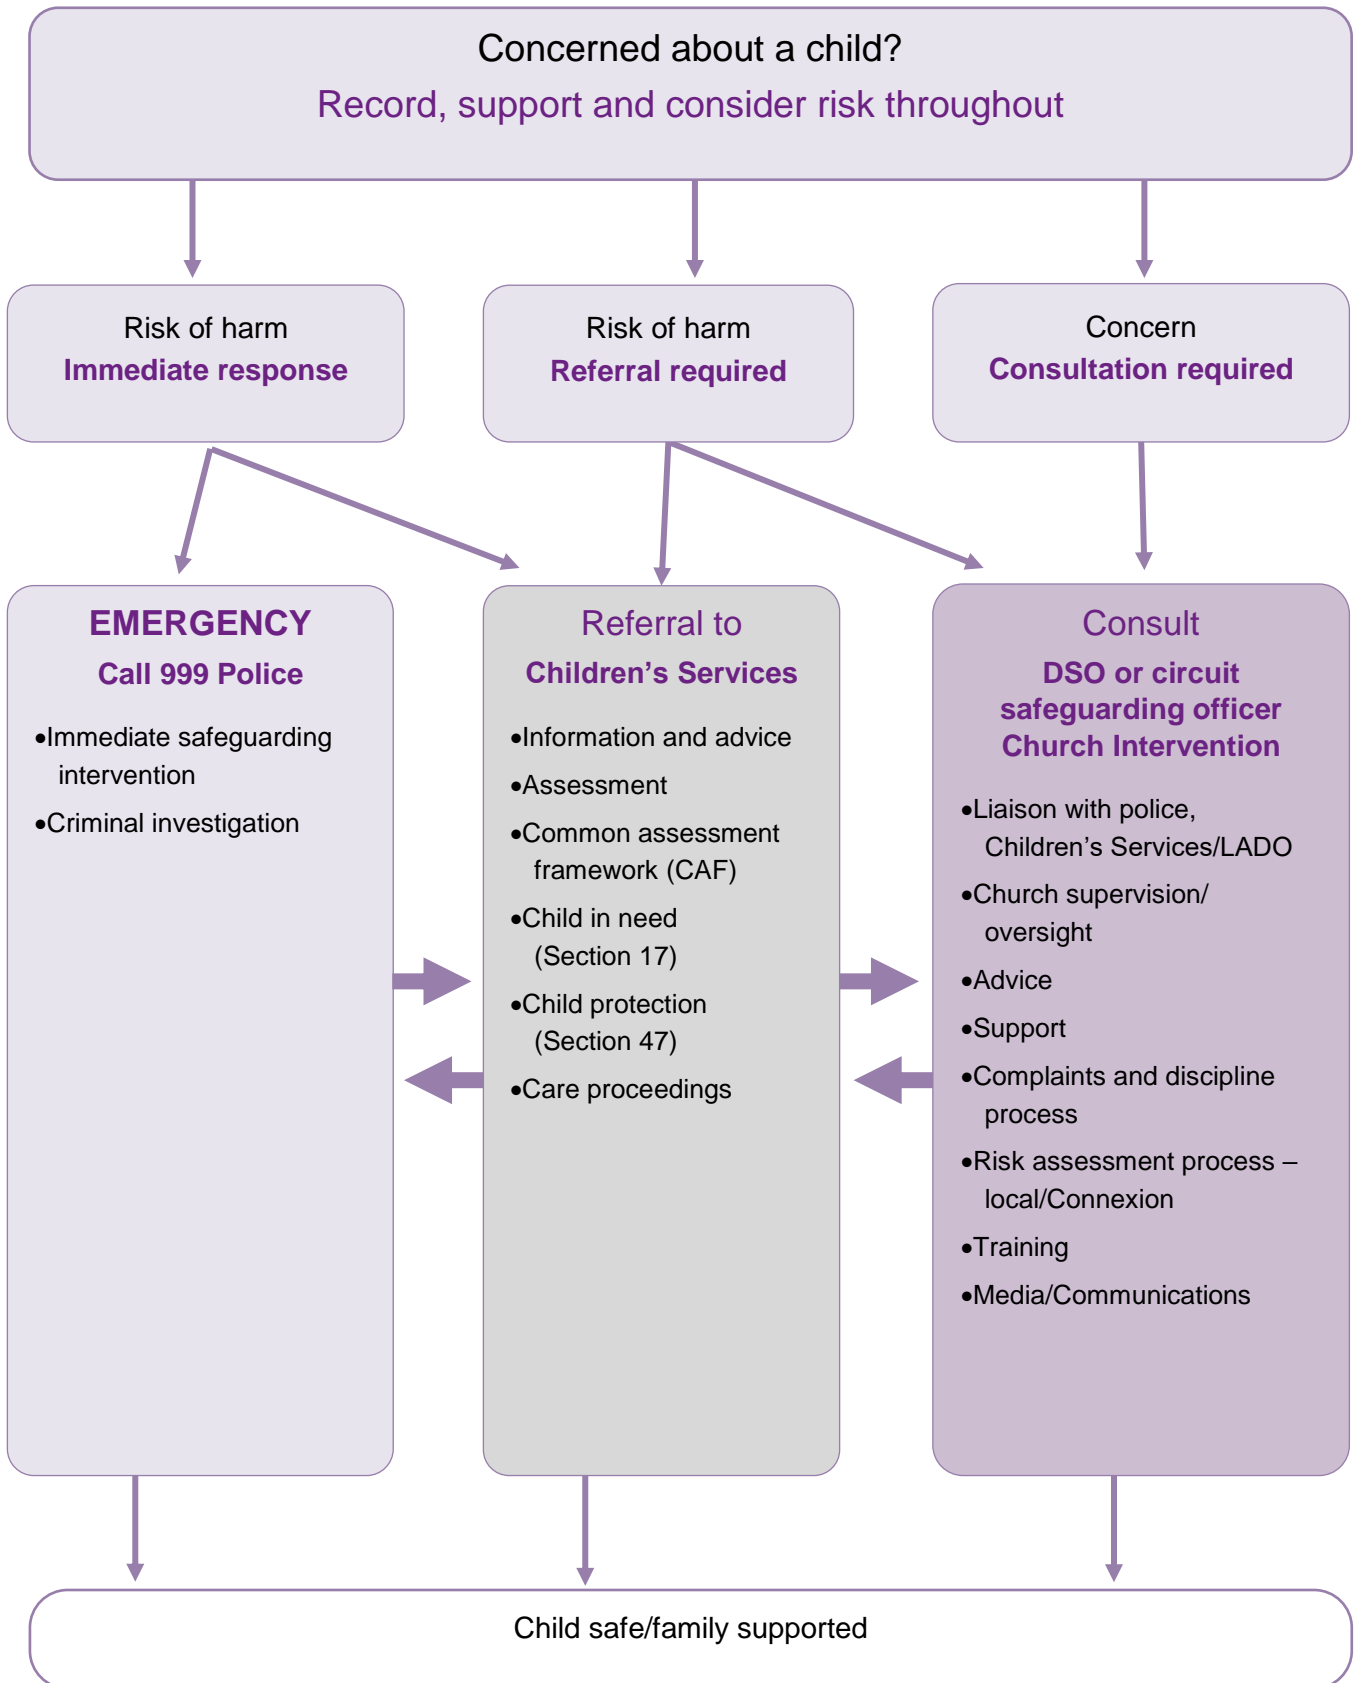 Concerned about a child?
Record, support and consider risk throughout
Risk of harm
Immediate response
Risk of harm
Referral required
Concern
Consultation required
EMERGENCY
Call 999 Police
•Immediate safeguarding
intervention
•Criminal investigation
Referral to
Children’s Services
•Information and advice
•Assessment
•Common assessment
framework (CAF)
•Child in need
(Section 17)
•Child protection
(Section 47)
•Care proceedings
Consult
DSO or circuit
safeguarding officer
Church Intervention
•Liaison with police,
Children’s Services/LADO
•Church supervision/
oversight
•Advice
•Support
•Complaints and discipline
process
•Risk assessment process –
local/Connexion
•Training
•Media/Communications
Child safe/family supported